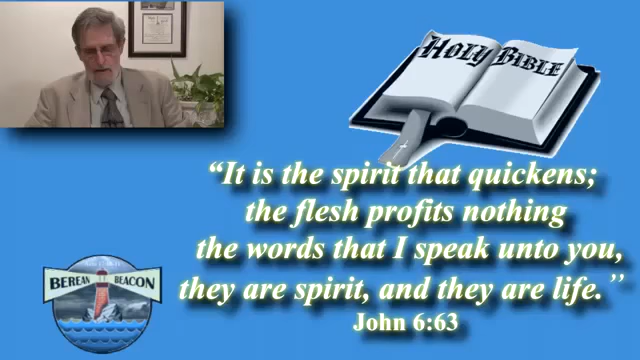 HOLY BIBLE
“It is the spirit that quickens;
the flesh profits nothing
the words that I speak unto you,
they are spirit, and they are life.”
John 6:63
BEREAN BEACON